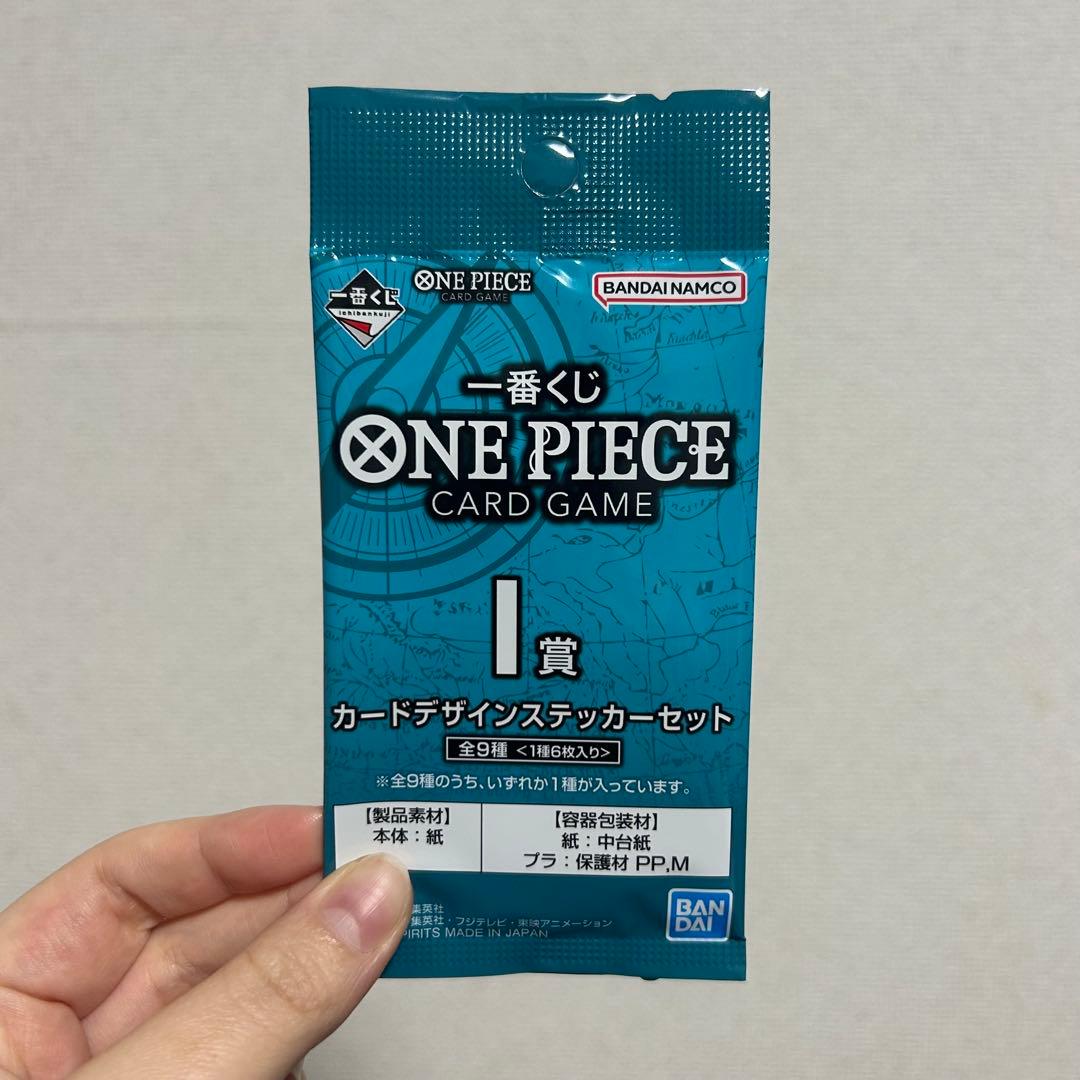 一番くじ
ichibankuji
ONE PIECE
CARD GAME
BANDAI NAMCO
一番くじ
ONE PIECE
CARD GAME
I賞
カードデザインステッカーセット
全9種 <1種6枚入り>
※全9種のうち、いずれか1種が入っています。
【製品素材】
本体：紙
【容器包装材】
紙：中台紙
プラ：保護材 PP,M
集英社
集英社・フジテレビ・東映アニメーション
PIRITS MADE IN JAPAN
BAN
DAI